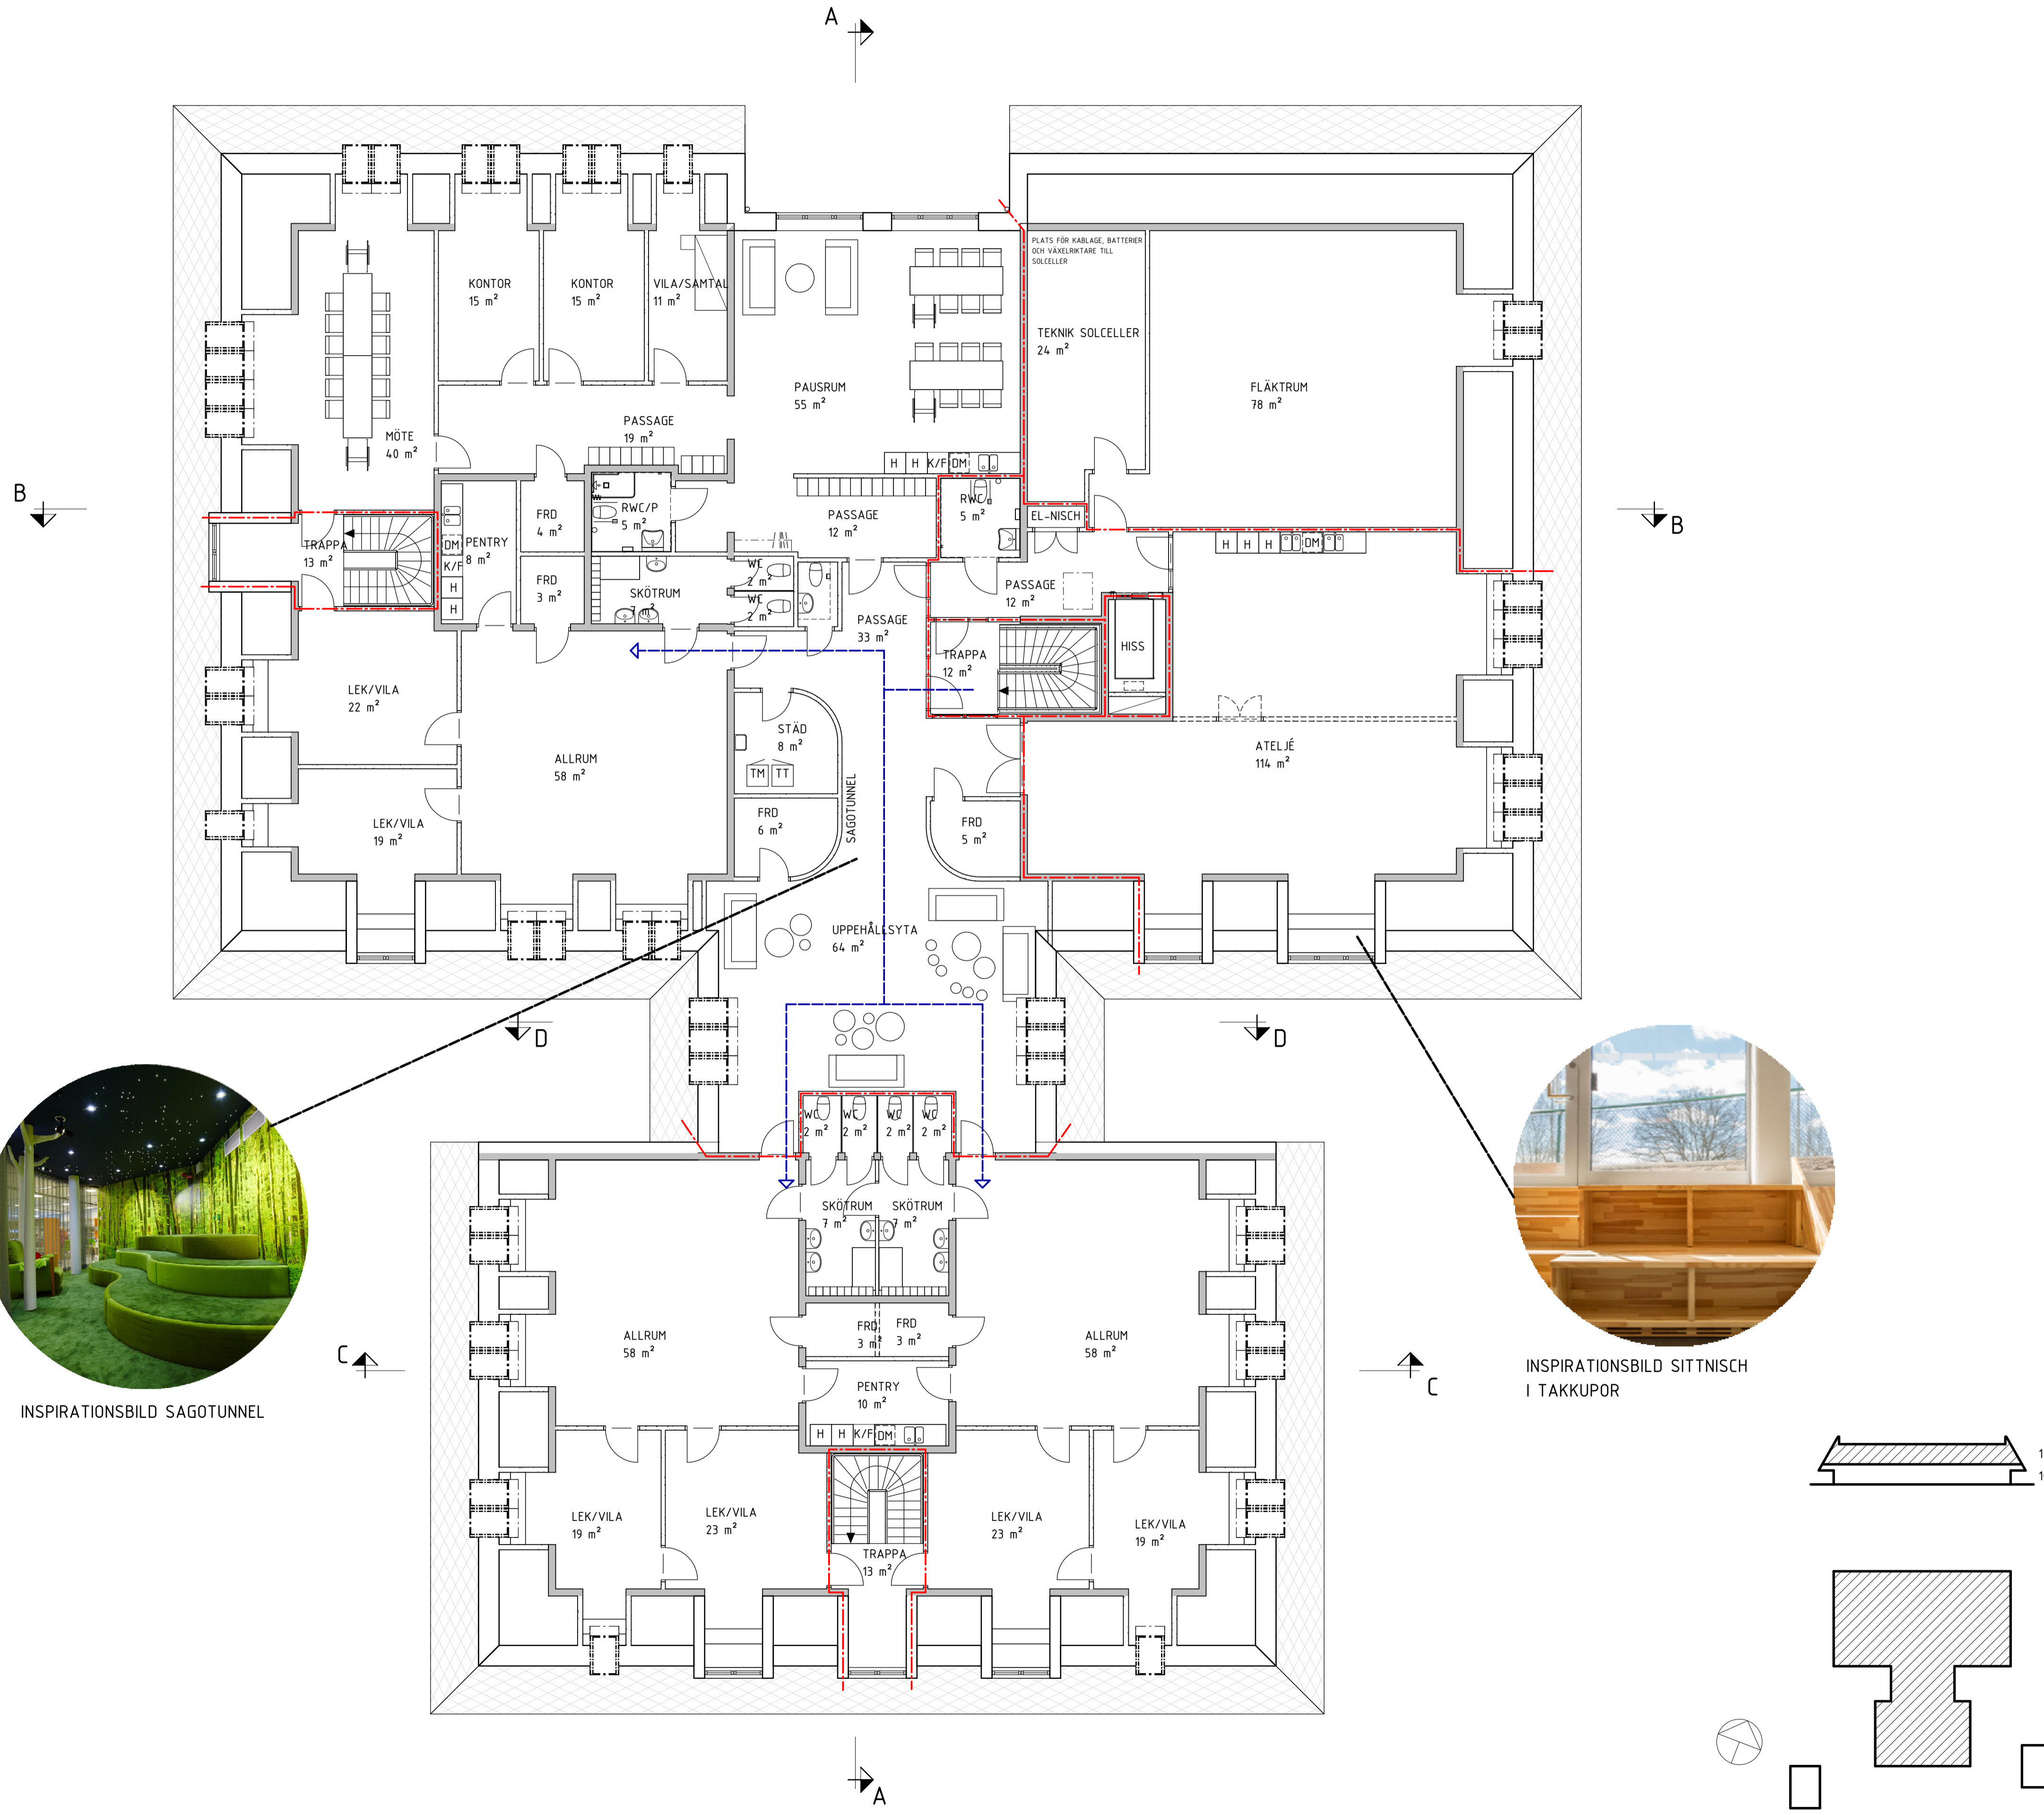 A
PLATS FÖR KABLAGE, BATTERIER
OCH VÄXELRIKTARE TILL
SOLCELLER
KONTOR
15 m²
KONTOR
15 m²
VILA/SAMTAL
11 m²
TEKNIK SOLCELLER
24 m²
PAUSRUM
55 m²
FLÄKTRUM
78 m²
PASSAGE
19 m²
MÖTE
40 m²
H H K/F DM
B
B
RWC
5 m²
EL-NISCH
RWC/P
5 m²
FRD
4 m²
PASSAGE
12 m²
TRAPPA
13 m²
DM
K/F
H
H
PENTRY
8 m²
H H H DM
WC
2 m²
WC
2 m²
FRD
3 m²
SKÖTRUM
7 m²
PASSAGE
12 m²
PASSAGE
33 m²
HISS
TRAPPA
12 m²
LEK/VILA
22 m²
STÄD
8 m²
TM TT
ALLRUM
58 m²
ATELJÉ
114 m²
SAGOTUNNEL
FRD
6 m²
FRD
5 m²
LEK/VILA
19 m²
UPPEHÅLLSYTA
64 m²
D
D
WC
2 m²
WC
2 m²
WC
2 m²
WC
2 m²
SKÖTRUM
7 m²
SKÖTRUM
7 m²
ALLRUM
58 m²
FRD
3 m²
FRD
3 m²
ALLRUM
58 m²
C
C
INSPIRATIONSBILD SAGOTUNNEL
INSPIRATIONSBILD SITTNISCH
I TAKKUPOR
PENTRY
10 m²
H H K/F DM
LEK/VILA
19 m²
LEK/VILA
23 m²
LEK/VILA
23 m²
LEK/VILA
19 m²
TRAPPA
13 m²
1
1
A